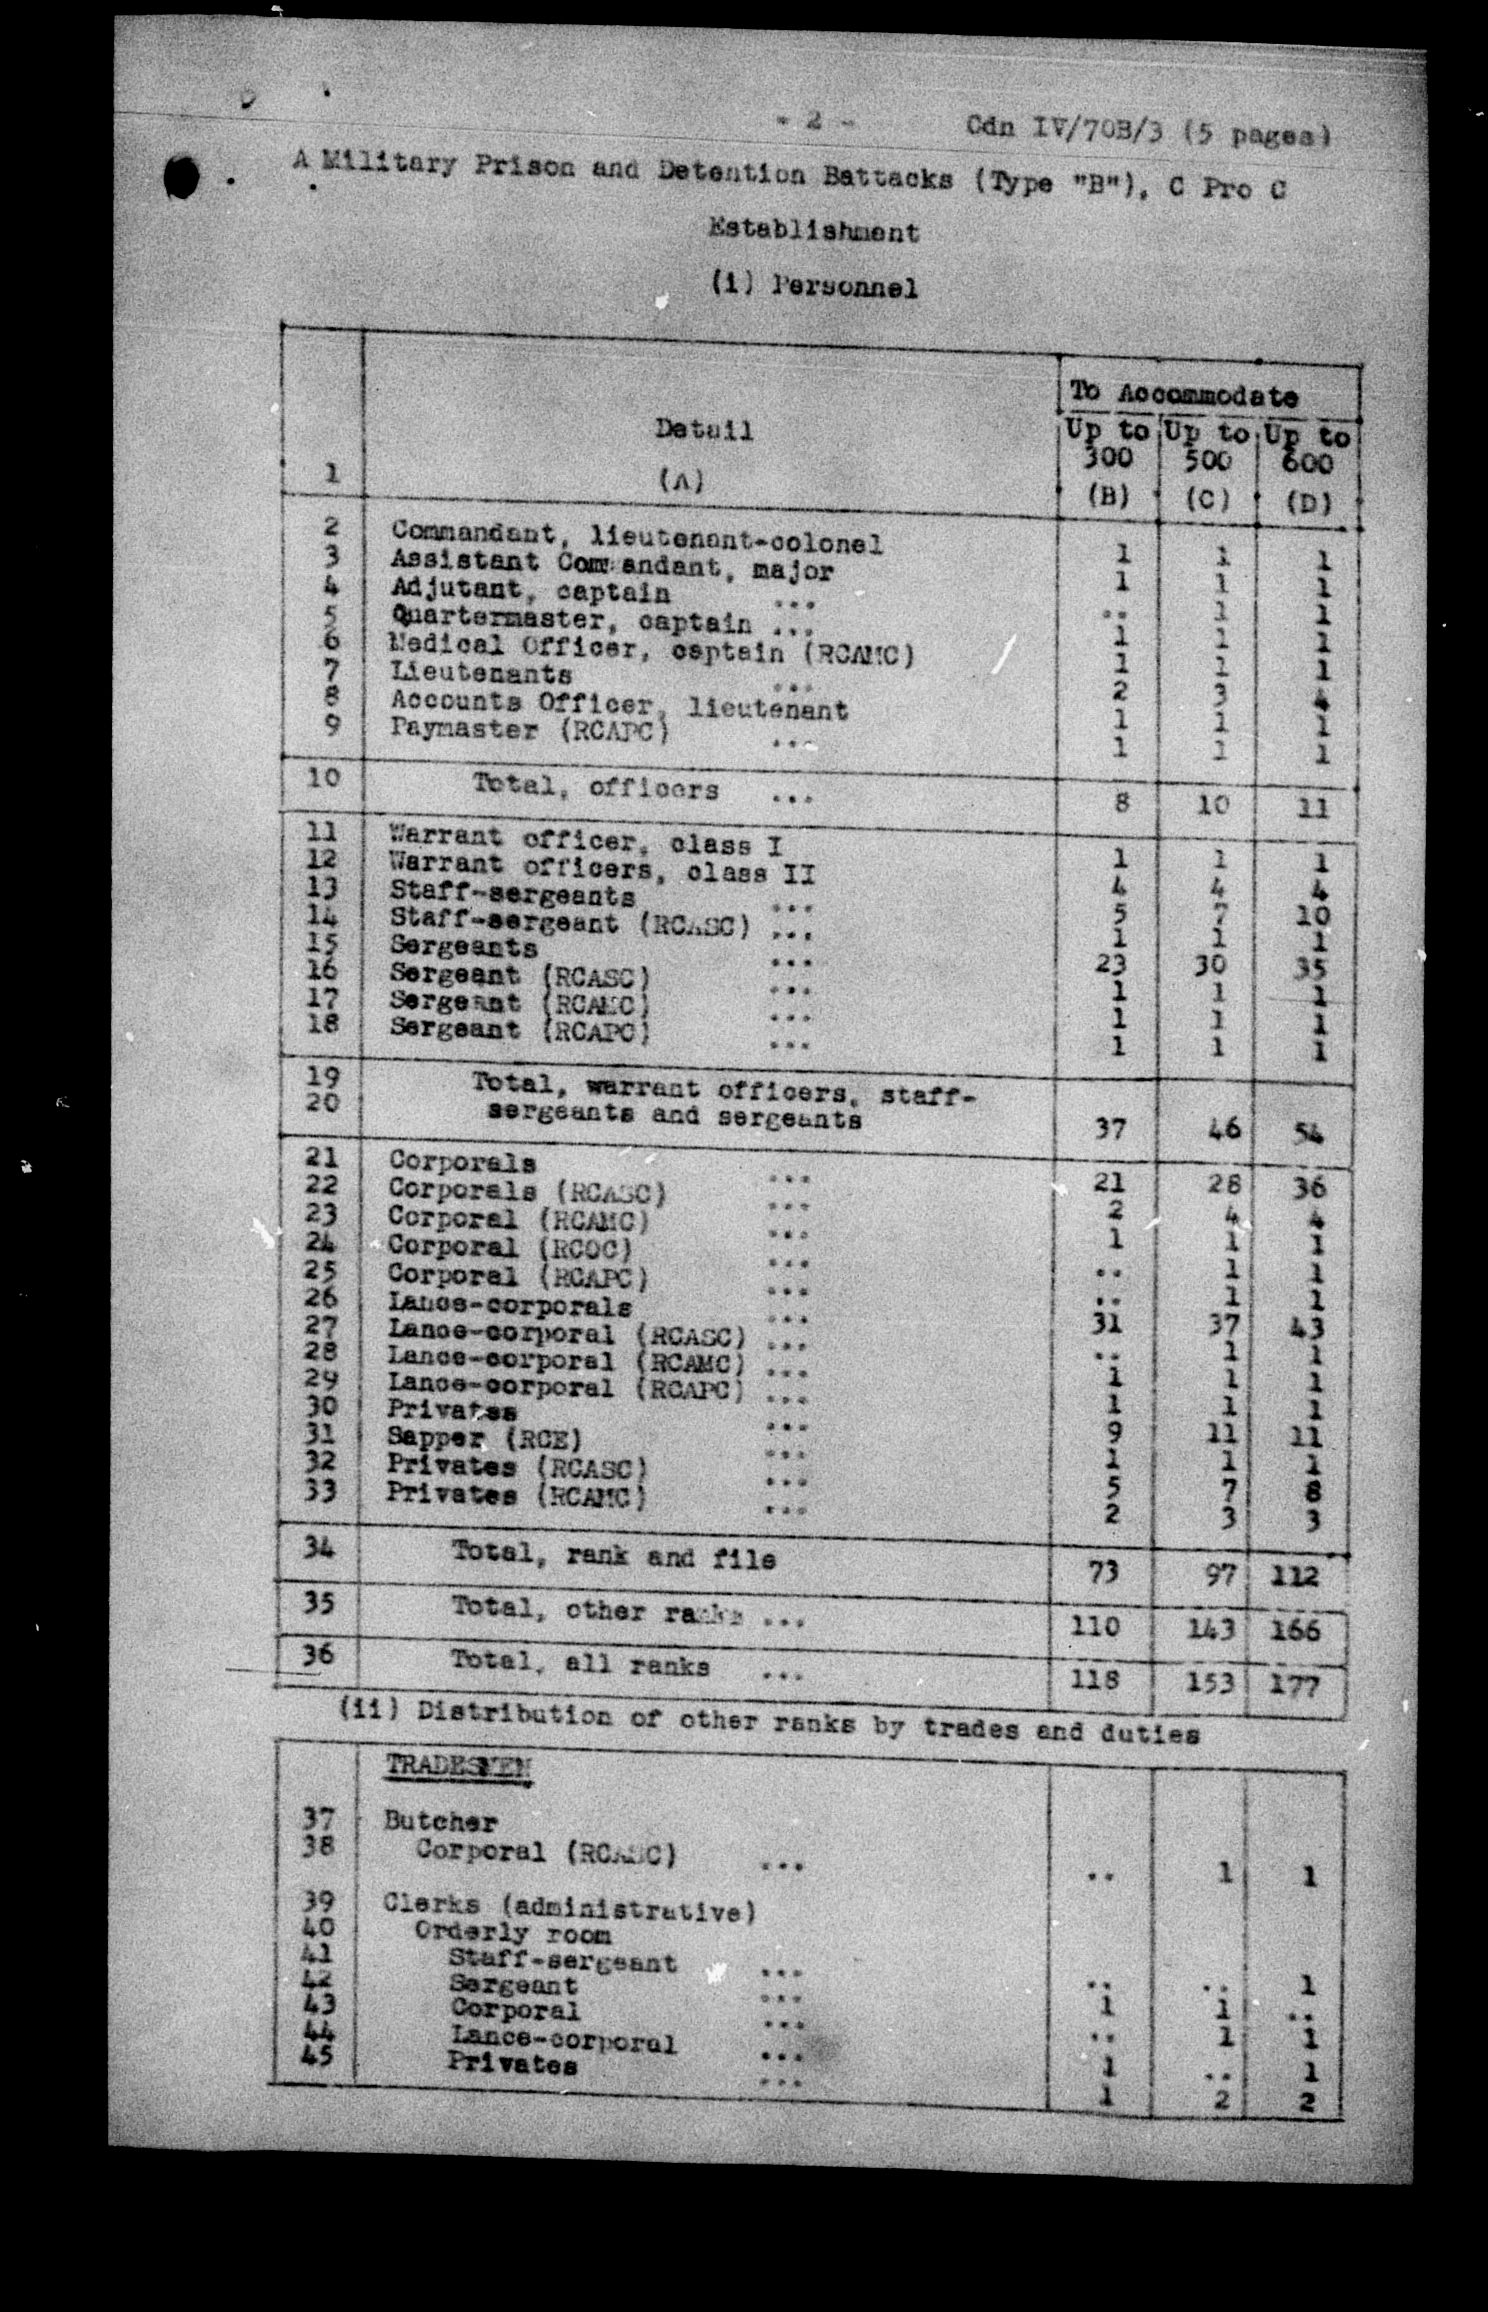 - 2 - Cdn IV/70B/3 (5 pages)
A Military Prison and Detention Battacks (Type "B"), C Pro C
Establishment
(i) Personnel
To Accommodate
Detail Up to Up to Up to
300 500 600
1 (A) (B) (C) (D)
2 Commandant, lieutenant-colonel 1 1 1
3 Assistant Commandant, major 1 1 1
4 Adjutant, captain ... .. 1 1
5 Quartermaster, captain ... 1 1 1
6 Medical Officer, captain (RCAMC) 1 1 1
7 Lieutenants ... 2 3 4
8 Accounts Officer, lieutenant 1 1 1
9 Paymaster (RCAPC) ... 1 1 1
10 Total, officers ... 8 10 11
11 Warrant officer, class I 1 1 1
12 Warrant officers, class II 4 4 4
13 Staff-sergeants ... 5 7 10
14 Staff-sergeant (RCASC) ... 1 1 1
15 Sergeants ... 23 30 35
16 Sergeant (RCASC) ... 1 1 1
17 Sergeant (RCAMC) ... 1 1 1
18 Sergeant (RCAPC) ... 1 1 1
19 Total, warrant officers, staff-
20 sergeants and sergeants 37 46 54
21 Corporals ... 21 28 36
22 Corporals (RCASC) ... 2 4 4
23 Corporal (RCAMC) ... 1 1 1
24 Corporal (RCOC) ... .. 1 1
25 Corporal (RCAPC) ... .. 1 1
26 Lance-corporals ... 31 37 43
27 Lance-corporal (RCASC) ... .. 1 1
28 Lance-corporal (RCAMC) ... 1 1 1
29 Lance-corporal (RCAPC) ... 1 1 1
30 Privates ... 9 11 11
31 Sapper (RCE) ... 1 1 1
32 Privates (RCASC) ... 5 7 8
33 Privates (RCAMC) ... 2 3 3
34 Total, rank and file 73 97 112
35 Total, other ranks ... 110 143 166
36 Total, all ranks ... 118 153 177
(ii) Distribution of other ranks by trades and duties
TRADESMEN
37 Butcher
38 Corporal (RCASC) ... .. 1 1
39 Clerks (administrative)
40 Orderly room
41 Staff-sergeant ... .. .. 1
42 Sergeant ... 1 1 ..
43 Corporal ... .. 1 1
44 Lance-corporal ... 1 .. 1
45 Privates ... 1 2 2